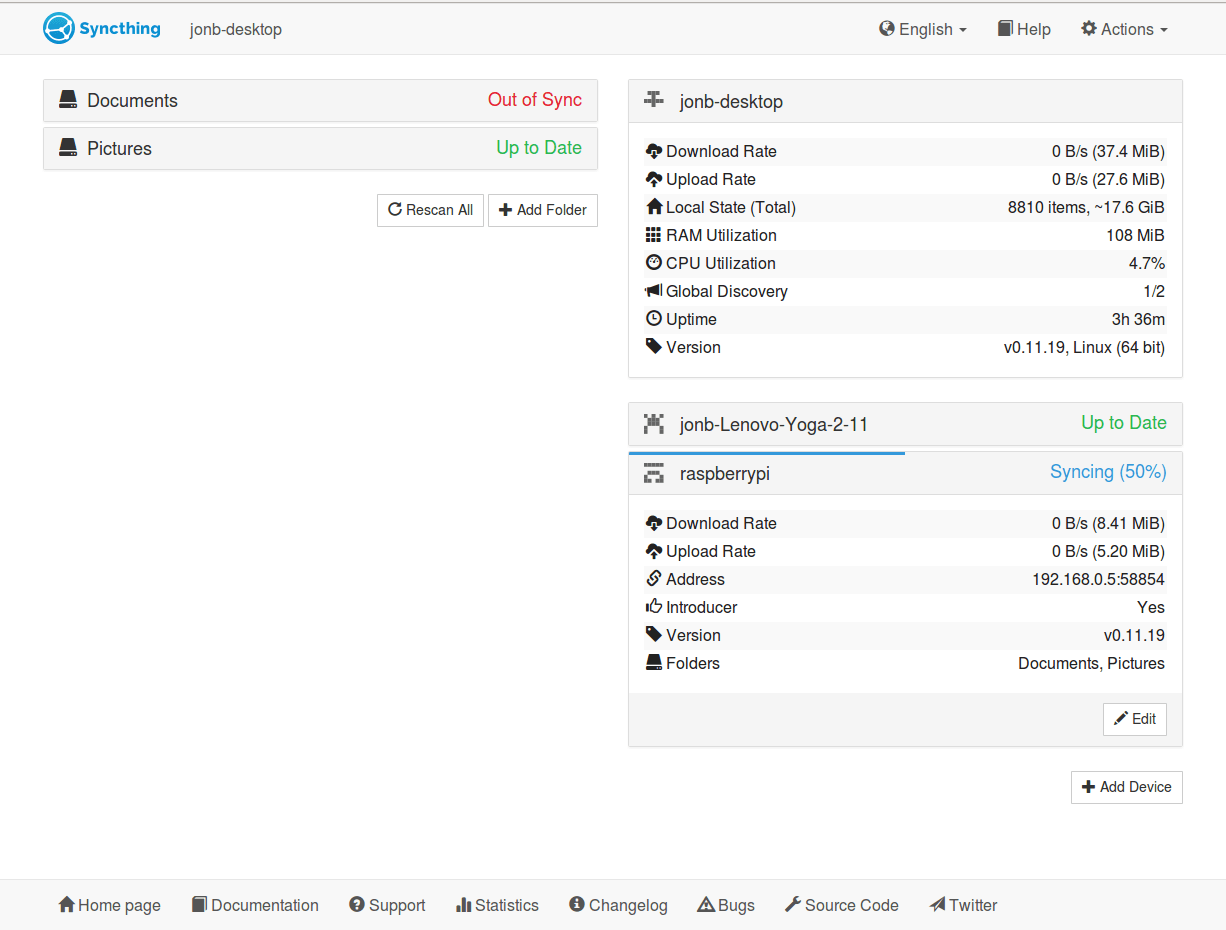 Syncthing jonb-desktop English Help Actions
Documents Out of Sync
Pictures Up to Date
Rescan All Add Folder
jonb-desktop
Download Rate 0 B/s (37.4 MiB)
Upload Rate 0 B/s (27.6 MiB)
Local State (Total) 8810 items, ~17.6 GiB
RAM Utilization 108 MiB
CPU Utilization 4.7%
Global Discovery 1/2
Uptime 3h 36m
Version v0.11.19, Linux (64 bit)
jonb-Lenovo-Yoga-2-11 Up to Date
raspberrypi Syncing (50%)
Download Rate 0 B/s (8.41 MiB)
Upload Rate 0 B/s (5.20 MiB)
Address 192.168.0.5:58854
Introducer Yes
Version v0.11.19
Folders Documents, Pictures
Edit
Add Device
Home page Documentation Support Statistics Changelog Bugs Source Code Twitter